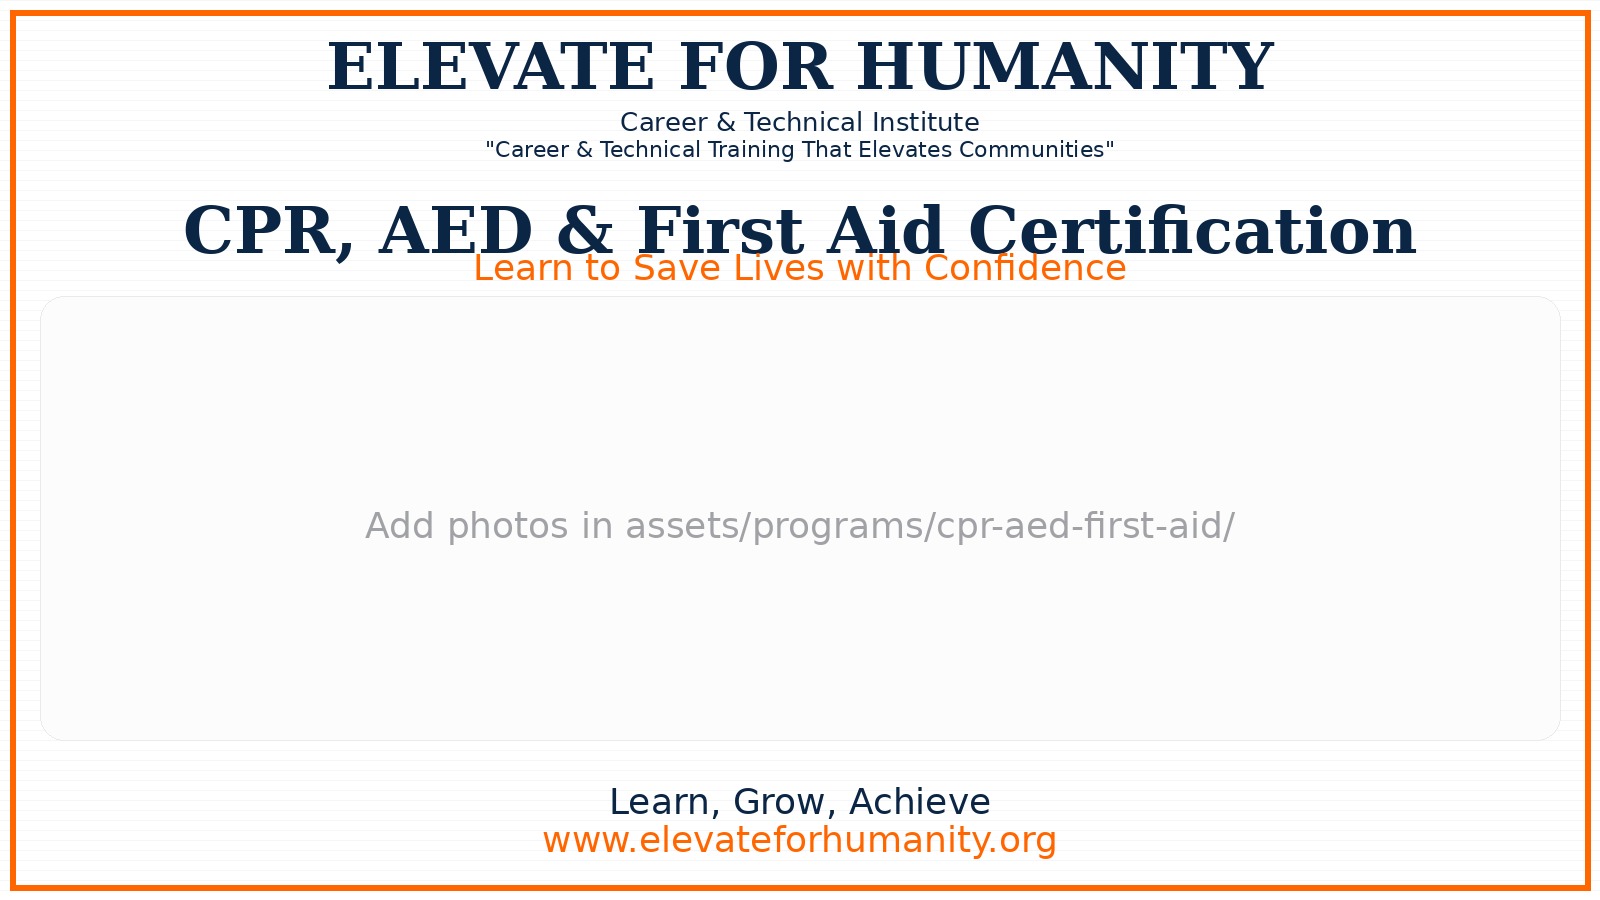 ELEVATE FOR HUMANITY
Career & Technical Institute
"Career & Technical Training That Elevates Communities"
CPR, AED & First Aid Certification
Learn to Save Lives with Confidence
Add photos in assets/programs/cpr-aed-first-aid/
Learn, Grow, Achieve
www.elevateforhumanity.org